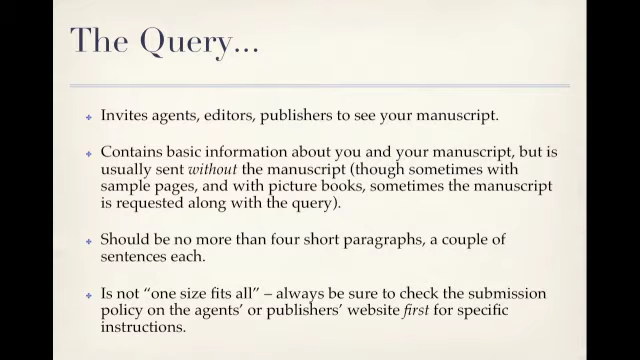 The Query...
Invites agents, editors, publishers to see your manuscript.
Contains basic information about you and your manuscript, but is
usually sent without the manuscript (though sometimes with
sample pages, and with picture books, sometimes the manuscript
is requested along with the query).
Should be no more than four short paragraphs, a couple of
sentences each.
Is not “one size fits all” – always be sure to check the submission
policy on the agents’ or publishers’ website first for specific
instructions.